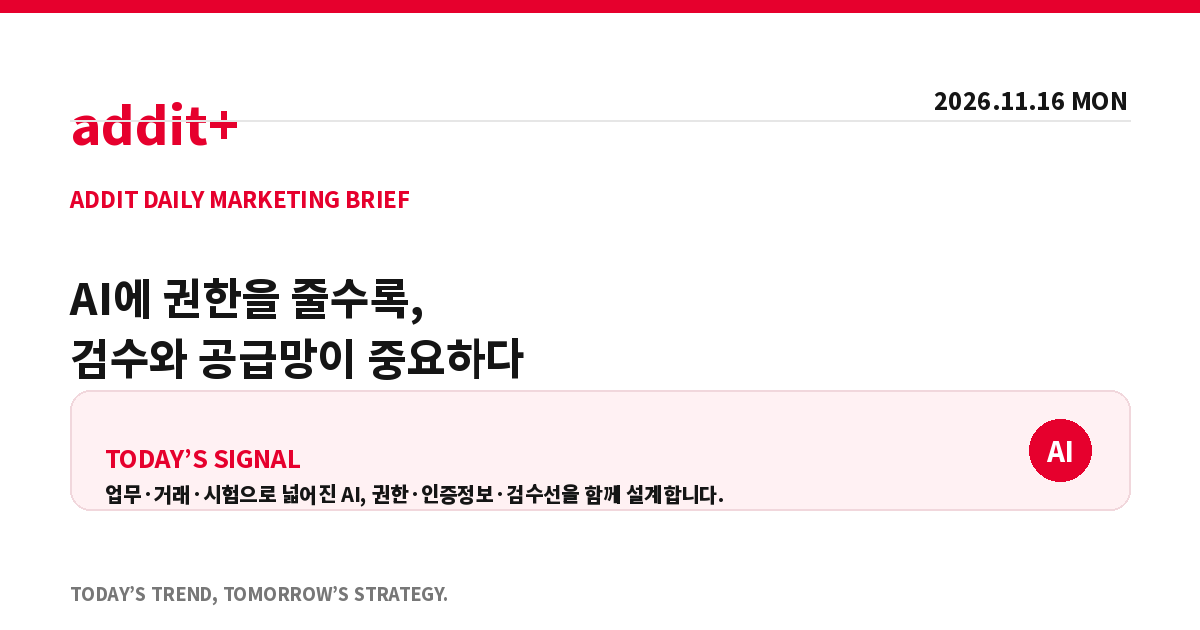 2026.11.16 MON
addit+
ADDIT DAILY MARKETING BRIEF
AI에 권한을 줄수록,
검수와 공급망이 중요하다
TODAY’S SIGNAL
AI
업무·거래·시험으로 넓어진 AI, 권한·인증정보·검수선을 함께 설계합니다.
TODAY’S TREND, TOMORROW’S STRATEGY.